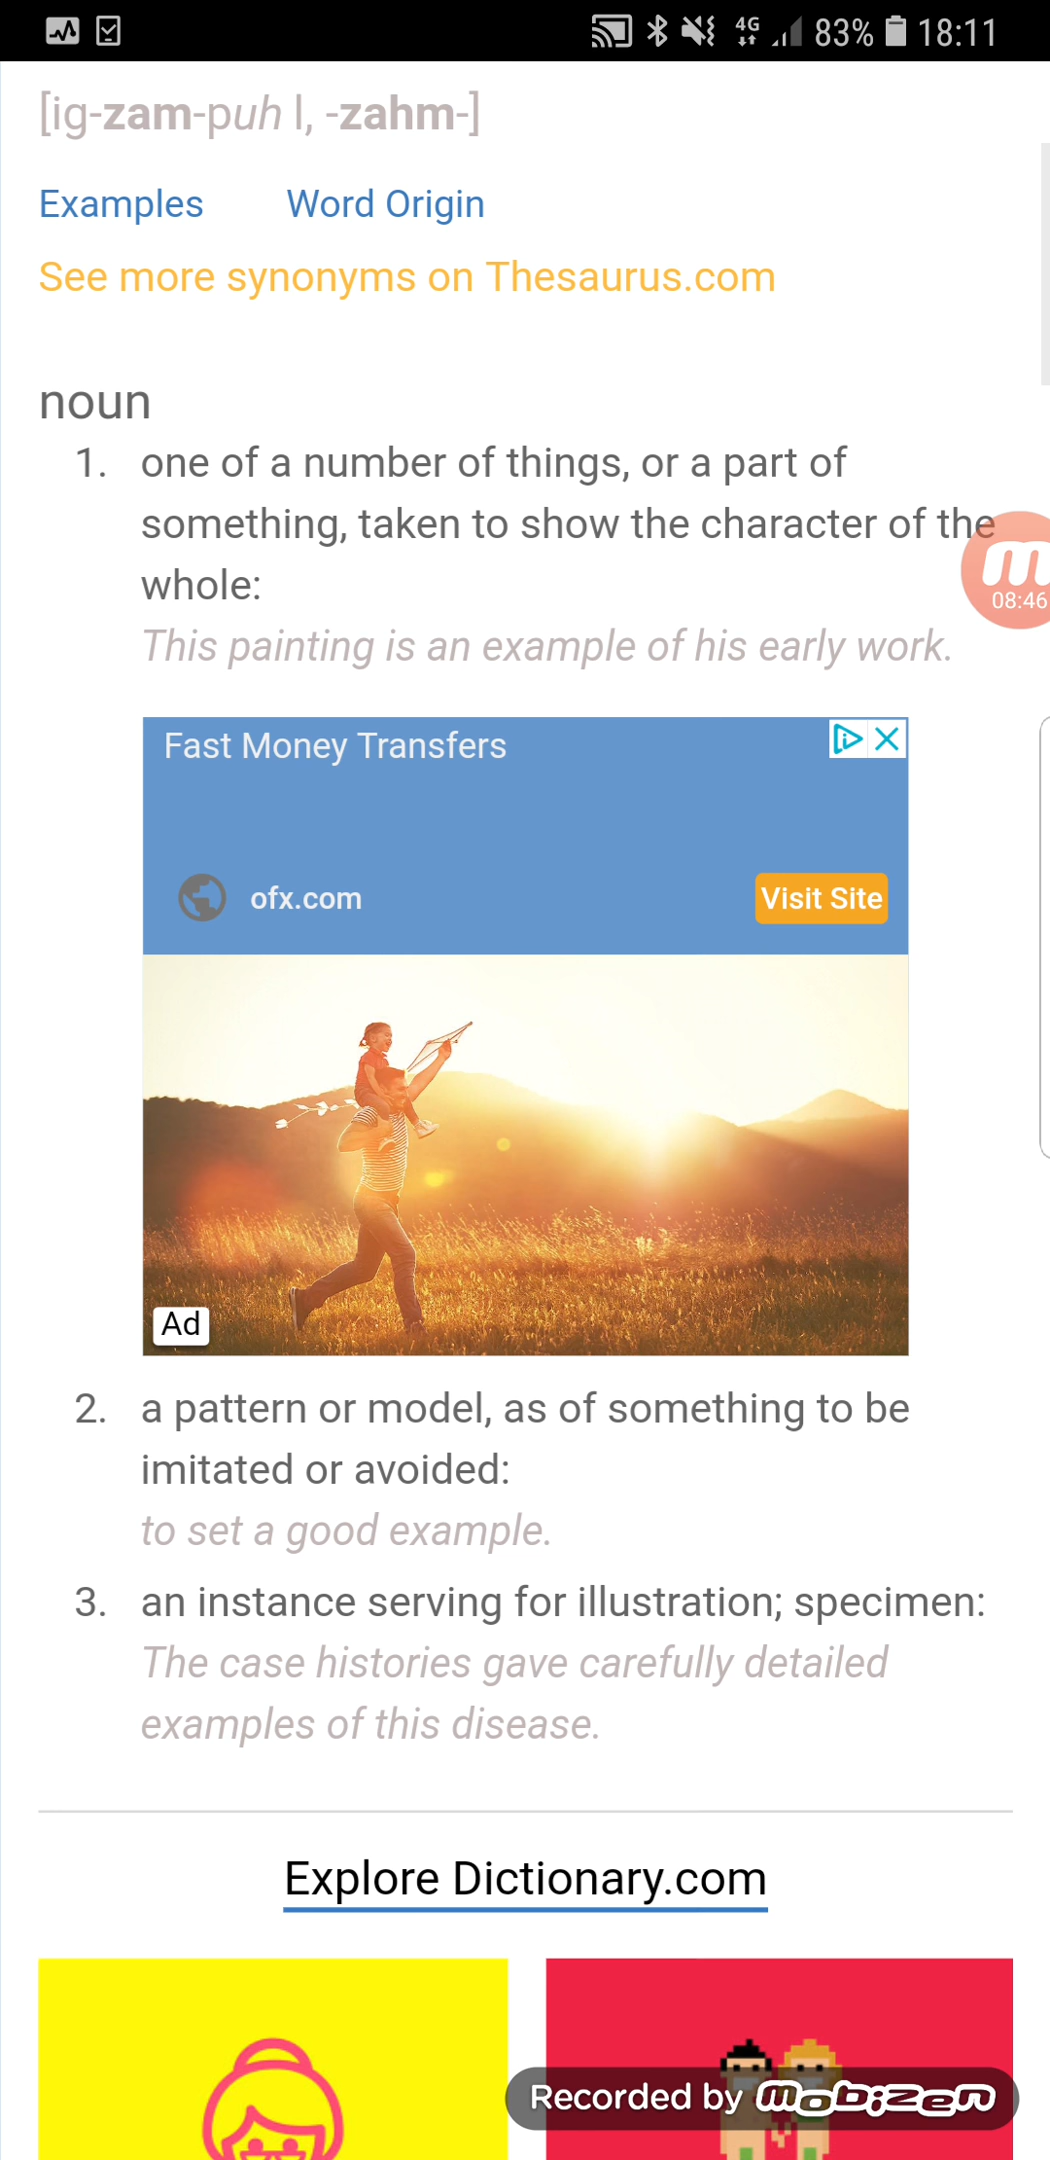 4G 83% 18:11
[ig-zam-puh l, -zahm-]
Examples Word Origin
See more synonyms on Thesaurus.com
noun
1. one of a number of things, or a part of
something, taken to show the character of the
whole:
This painting is an example of his early work.
m
08:46
Fast Money Transfers
ofx.com
Visit Site
Ad
2. a pattern or model, as of something to be
imitated or avoided:
to set a good example.
3. an instance serving for illustration; specimen:
The case histories gave carefully detailed
examples of this disease.
Explore Dictionary.com
Recorded by mobizen